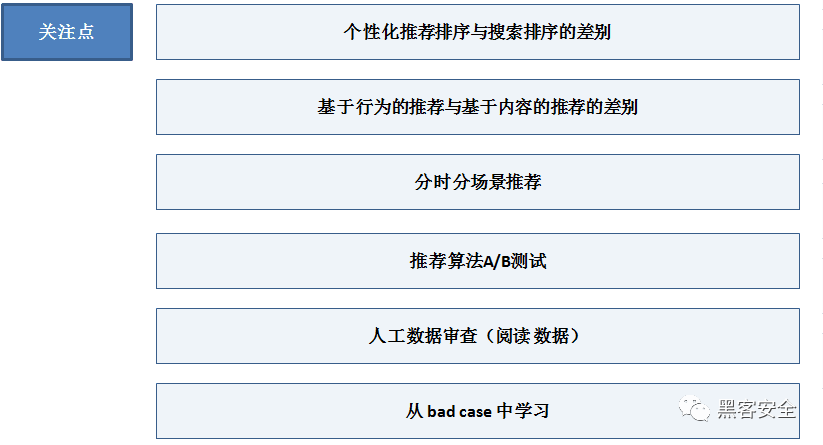 关注点
个性化推荐排序与搜索排序的差别
基于行为的推荐与基于内容的推荐的差别
分时分场景推荐
推荐算法A/B测试
人工数据审查（阅读数据）
从 bad case 中学习
黑客安全